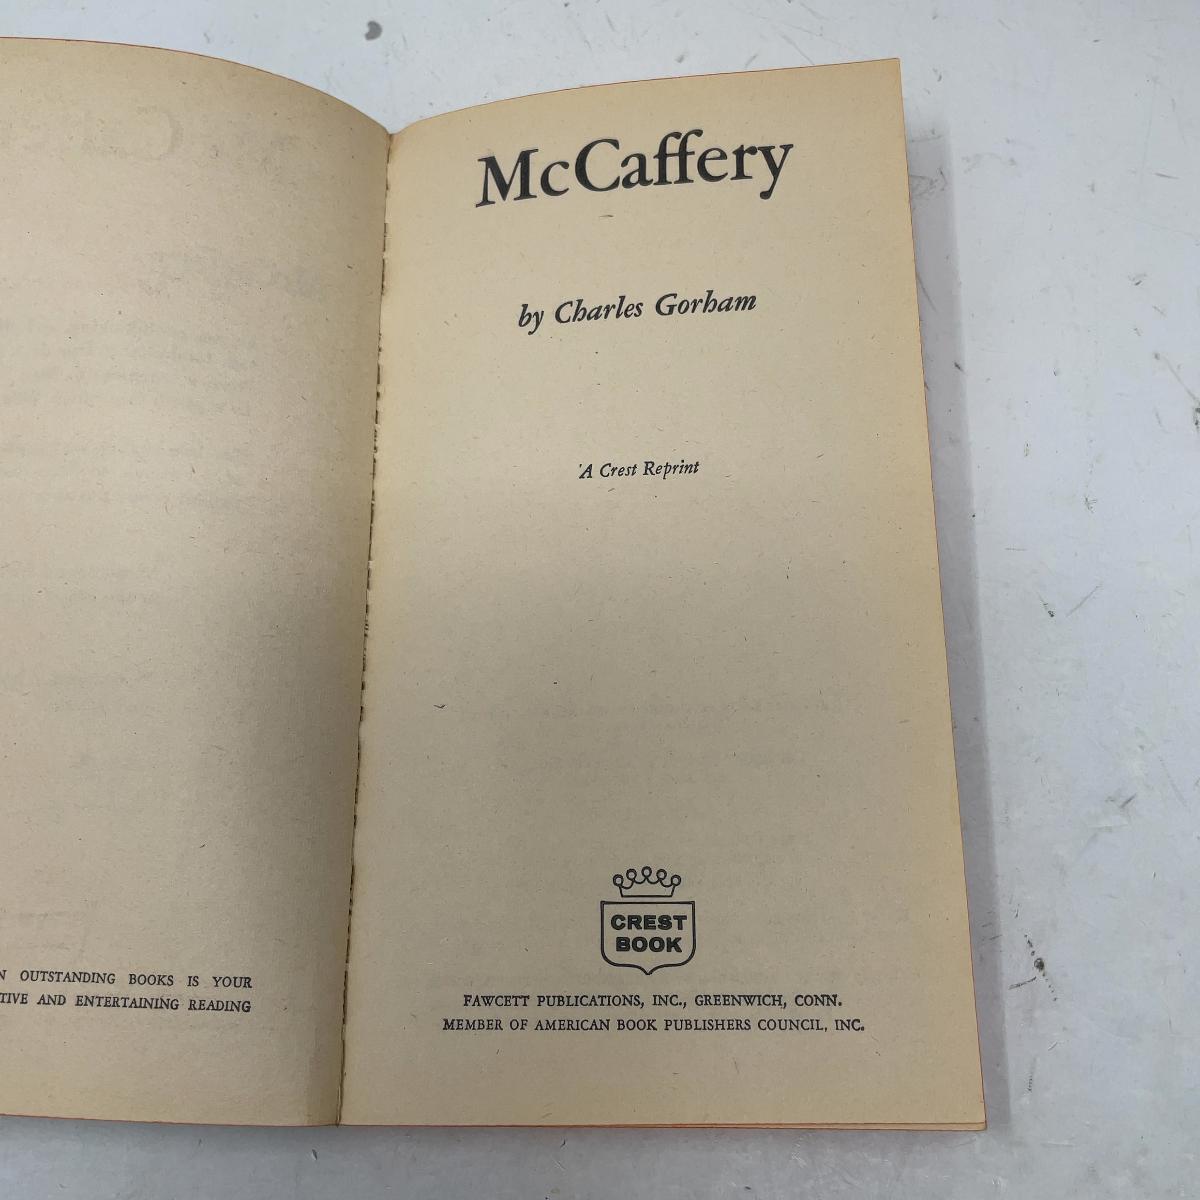 N OUTSTANDING BOOKS IS YOUR
TIVE AND ENTERTAINING READING
McCaffery
by Charles Gorham
A Crest Reprint
CREST
BOOK
FAWCETT PUBLICATIONS, INC., GREENWICH, CONN.
MEMBER OF AMERICAN BOOK PUBLISHERS COUNCIL, INC.